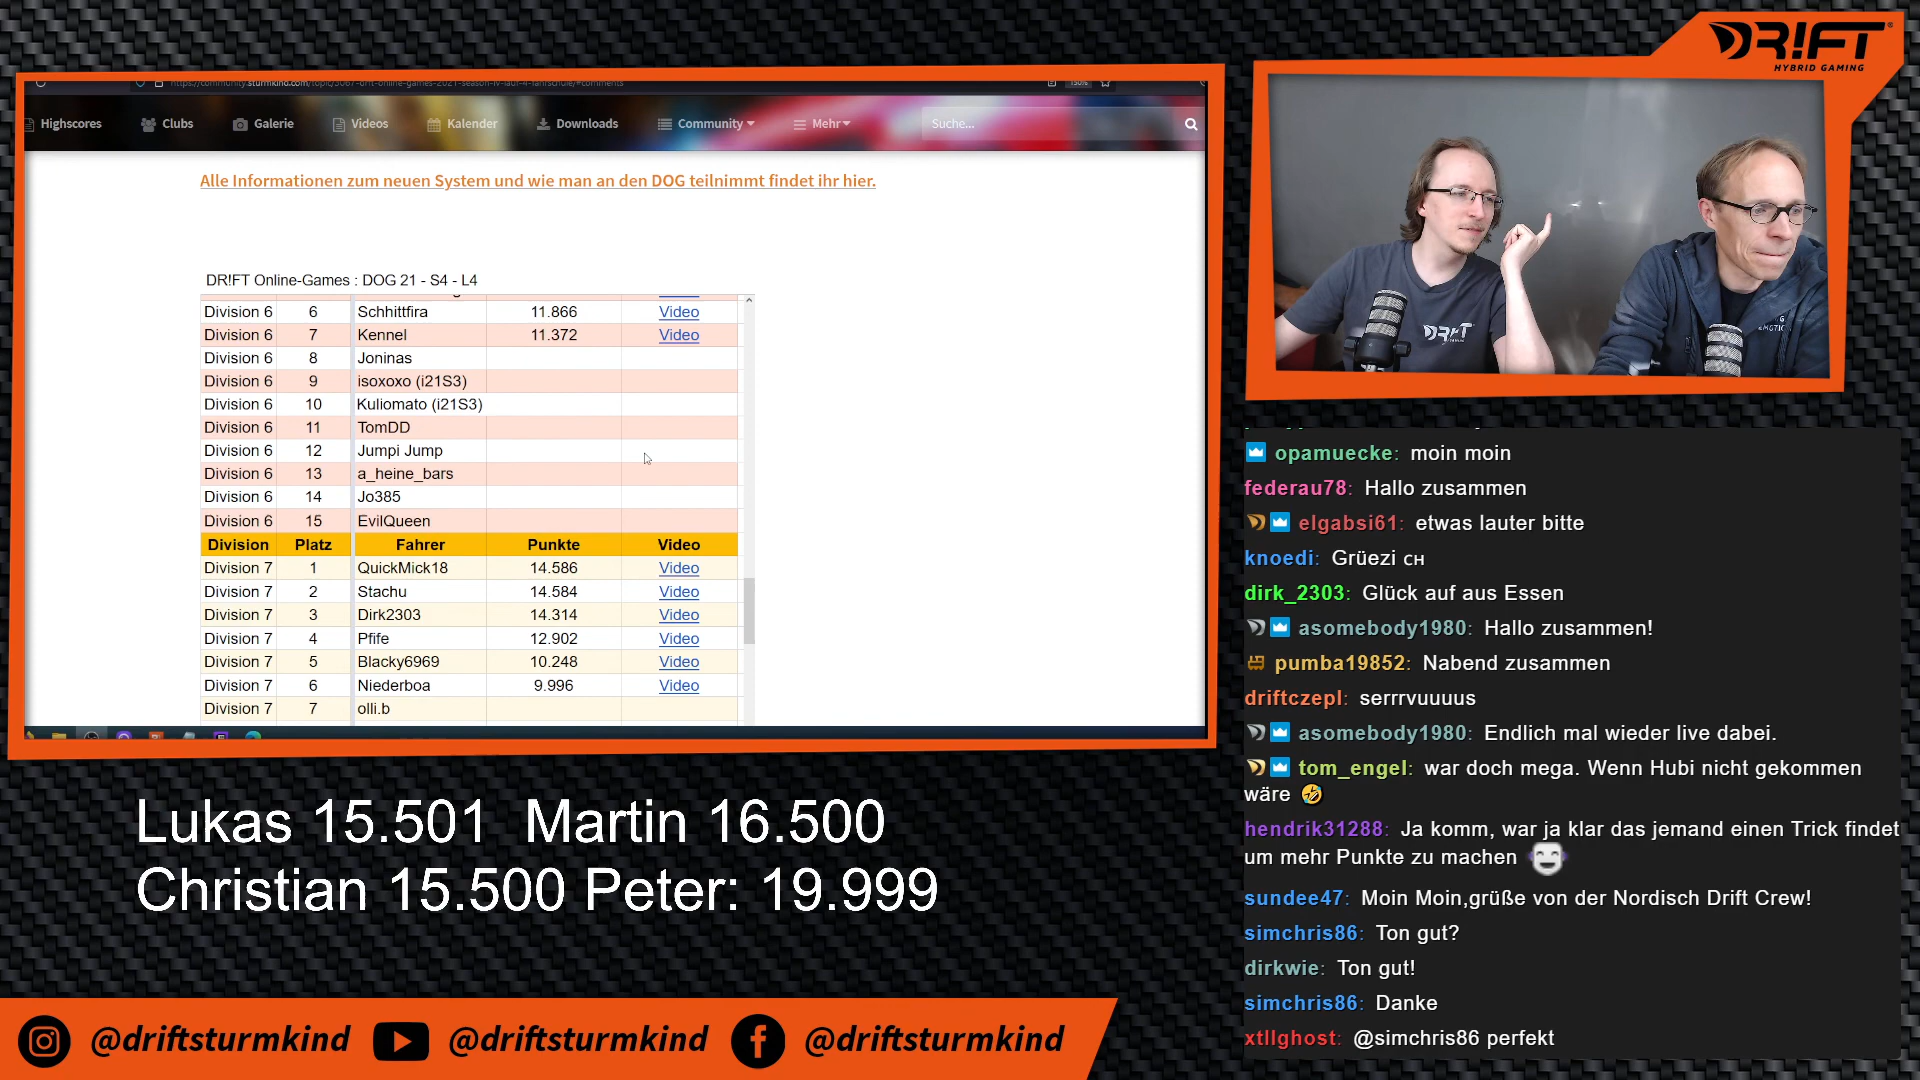 DR!FT
HYBRID GAMING
Highscores Clubs Galerie Videos Kalender Downloads Community Mehr Suche...
Alle Informationen zum neuen System und wie man an den DOG teilnimmt findet ihr hier.
DR!FT Online-Games : DOG 21 - S4 - L4
Division 6 6 Schhittfira 11.866 Video
Division 6 7 Kennel 11.372 Video
Division 6 8 Joninas
Division 6 9 isoxoxo (i21S3)
Division 6 10 Kuliomato (i21S3)
Division 6 11 TomDD
Division 6 12 Jumpi Jump
Division 6 13 a_heine_bars
Division 6 14 Jo385
Division 6 15 EvilQueen
Division Platz Fahrer Punkte Video
Division 7 1 QuickMick18 14.586 Video
Division 7 2 Stachu 14.584 Video
Division 7 3 Dirk2303 14.314 Video
Division 7 4 Pfife 12.902 Video
Division 7 5 Blacky6969 10.248 Video
Division 7 6 Niederboa 9.996 Video
Division 7 7 olli.b
DR!FT
opamuecke: moin moin
federau78: Hallo zusammen
elgabsi61: etwas lauter bitte
knoedi: Grüezi CH
dirk_2303: Glück auf aus Essen
asomebody1980: Hallo zusammen!
pumba19852: Nabend zusammen
driftczepl: serrrvuuuus
asomebody1980: Endlich mal wieder live dabei.
tom_engel: war doch mega. Wenn Hubi nicht gekommen
wäre 🤣
hendrik31288: Ja komm, war ja klar das jemand einen Trick findet
um mehr Punkte zu machen
sundee47: Moin Moin,grüße von der Nordisch Drift Crew!
simchris86: Ton gut?
dirkwie: Ton gut!
simchris86: Danke
xtllghost: @simchris86 perfekt
Lukas 15.501 Martin 16.500
Christian 15.500 Peter: 19.999
@driftsturmkind @driftsturmkind @driftsturmkind